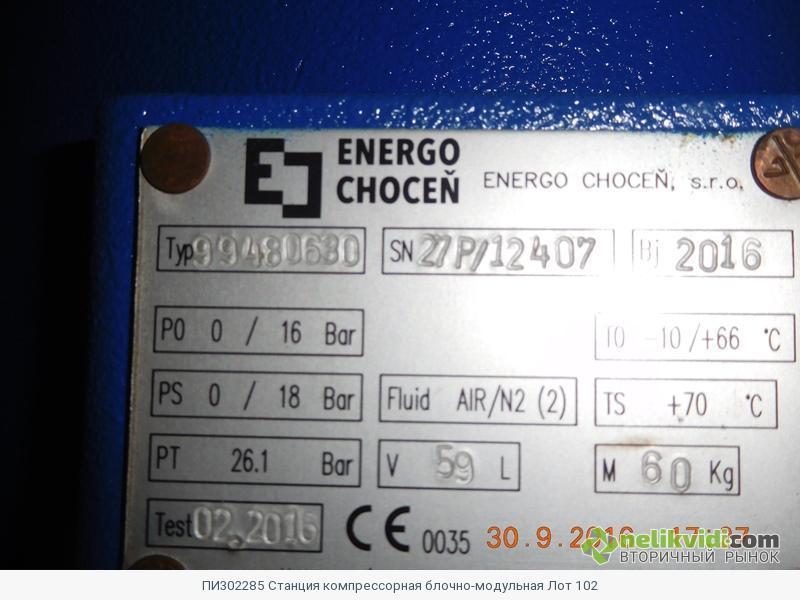 ENERGO
CHOCEŇ
ENERGO CHOCEŇ, s.r.o.
Typ 99480630 SN 27P/12407 Bj 2016
PO 0 / 16 Bar TO -10/+66 °C
PS 0 / 18 Bar Fluid AIR/N2 (2) TS +70 °C
PT 26.1 Bar V 59 L M 60 Kg
Test 02.2016 CE 0035 30.9.2016 17:37
nelikvidi.com
ВТОРИЧНЫЙ РЫНОК
ПИ302285 Станция компрессорная блочно-модульная Лот 102